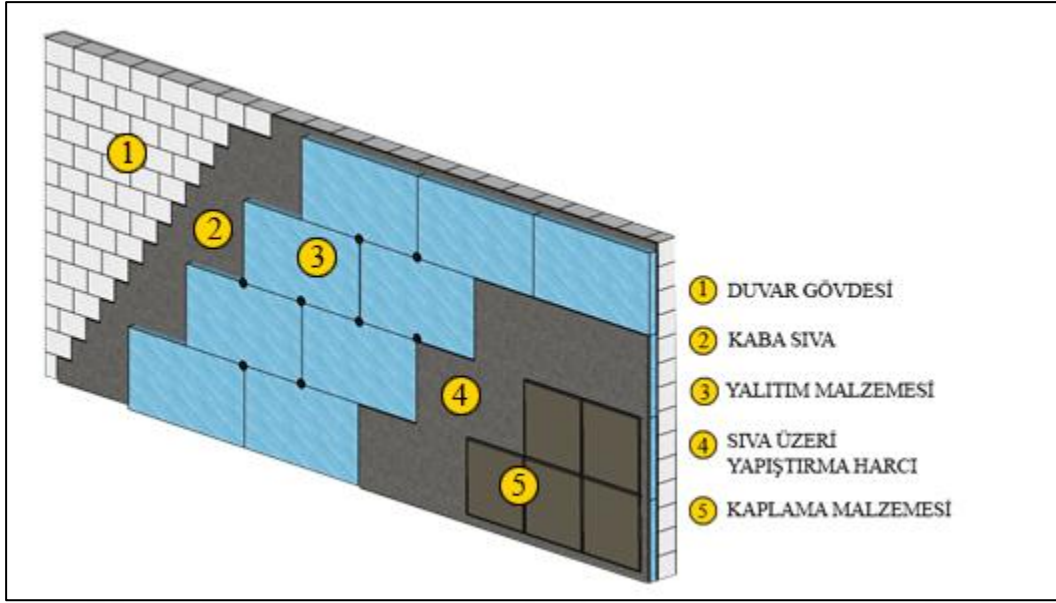 1
2
3
4
5
1 DUVAR GÖVDESİ
2 KABA SIVA
3 YALITIM MALZEMESİ
4 SIVA ÜZERİ
YAPIŞTIRMA HARCI
5 KAPLAMA MALZEMESİ